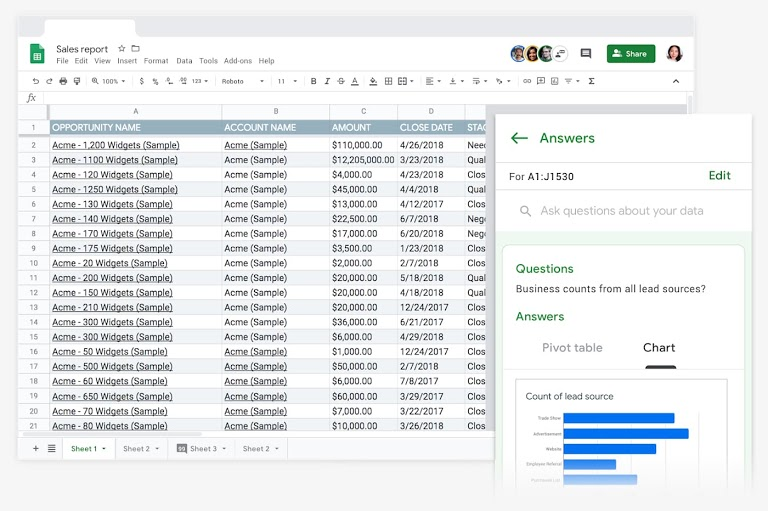 Sales report
File Edit View Insert Format Data Tools Add-ons Help
Share
100% $ % .0 .00 123 Roboto 11 B I S A
fx
A B C D
1 OPPORTUNITY NAME ACCOUNT NAME AMOUNT CLOSE DATE STAG
2 Acme - 1,200 Widgets (Sample) Acme (Sample) $110,000.00 4/26/2018 Need
3 Acme - 1100 Widgets (Sample) Acme (Sample) $12,205,000.00 3/23/2018 Qual
4 Acme - 120 Widgets (Sample) Acme (Sample) $4,000.00 4/23/2018 Clos
5 Acme - 1250 Widgets (Sample) Acme (Sample) $45,000.00 4/4/2018 Qual
6 Acme - 130 Widgets (Sample) Acme (Sample) $13,000.00 4/12/2017 Clos
7 Acme - 140 Widgets (Sample) Acme (Sample) $22,500.00 6/7/2018 Nego
8 Acme - 170 Widgets (Sample) Acme (Sample) $17,000.00 6/20/2018 Nego
9 Acme - 175 Widgets (Sample) Acme (Sample) $3,500.00 1/23/2018 Clos
10 Acme - 20 Widgets (Sample) Acme (Sample) $2,000.00 2/7/2018 Clos
11 Acme - 200 Widgets (Sample) Acme (Sample) $20,000.00 5/18/2018 Qual
12 Acme - 150 Widgets (Sample) Acme (Sample) $20,000.00 4/18/2018 Qual
13 Acme - 210 Widgets (Sample) Acme (Sample) $20,000.00 12/24/2017 Clos
14 Acme - 300 Widgets (Sample) Acme (Sample) $36,000.00 6/21/2017 Clos
15 Acme - 300 Widgets (Sample) Acme (Sample) $6,000.00 4/29/2018 Clos
16 Acme - 50 Widgets (Sample) Acme (Sample) $1,000.00 12/24/2017 Clos
17 Acme - 500 Widgets (Sample) Acme (Sample) $50,000.00 2/7/2018 Clos
18 Acme - 60 Widgets (Sample) Acme (Sample) $6,000.00 7/8/2017 Clos
19 Acme - 650 Widgets (Sample) Acme (Sample) $60,000.00 3/29/2017 Clos
20 Acme - 70 Widgets (Sample) Acme (Sample) $7,000.00 3/22/2017 Clos
21 Acme - 80 Widgets (Sample) Acme (Sample) $10,000.00 3/26/2018 Clos
Sheet 1 Sheet 2 Sheet 3 Sheet 2
Answers
For A1:J1530 Edit
Ask questions about your data
Questions
Business counts from all lead sources?
Answers
Pivot table Chart
Count of lead source
Trade Show
Advertisement
Website
Employee Referral
Purchased List